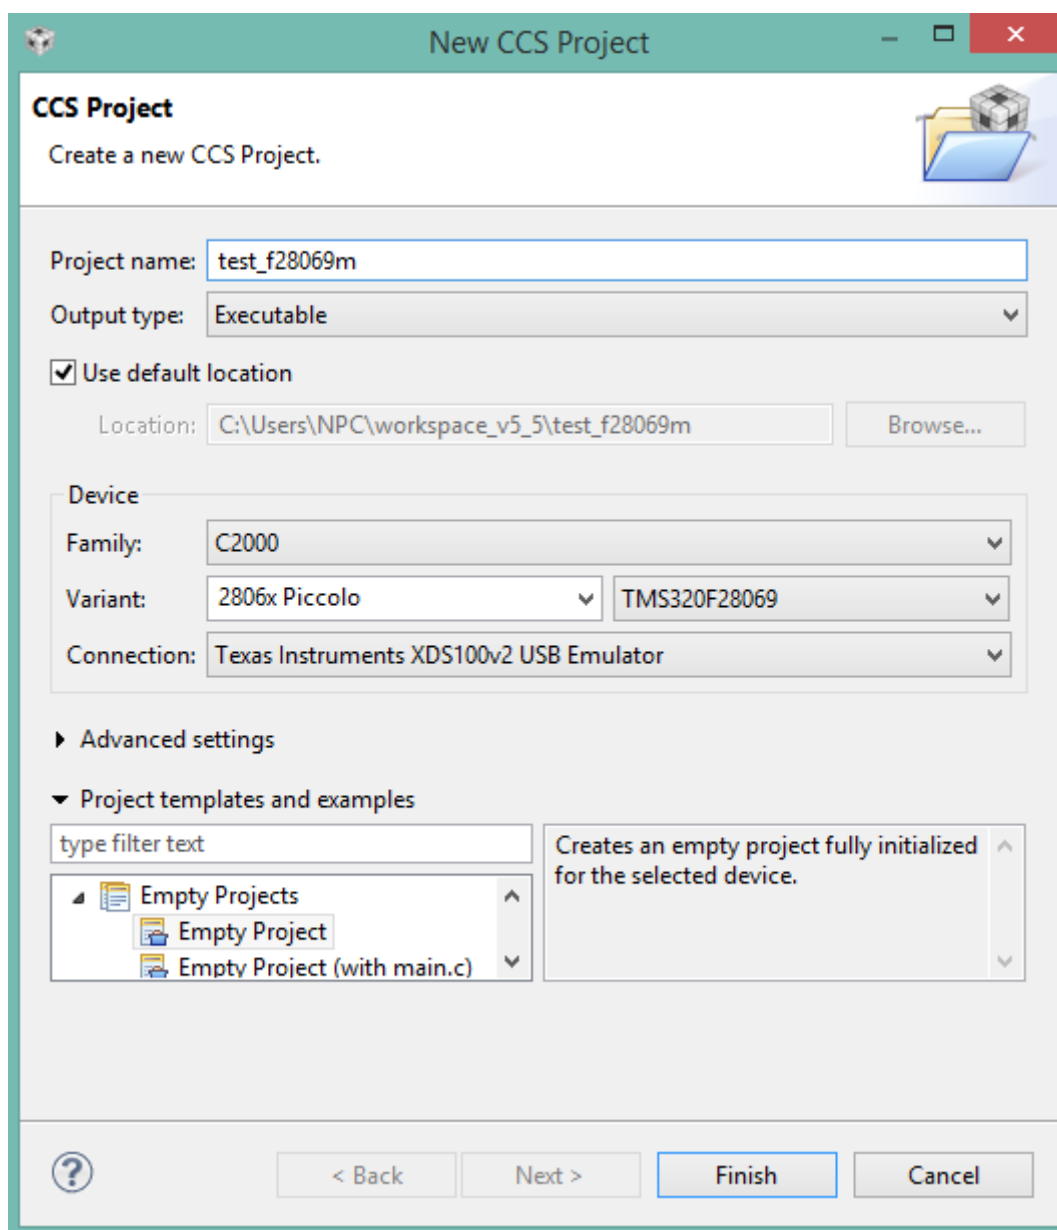 New CCS Project
CCS Project
Create a new CCS Project.
Project name: test_f28069m
Output type: Executable
Use default location
Location: C:\Users\NPC\workspace_v5_5\test_f28069m Browse...
Device
Family: C2000
Variant: 2806x Piccolo TMS320F28069
Connection: Texas Instruments XDS100v2 USB Emulator
Advanced settings
Project templates and examples
type filter text
Empty Projects
Empty Project
Empty Project (with main.c)
Creates an empty project fully initialized
for the selected device.
? < Back Next > Finish Cancel